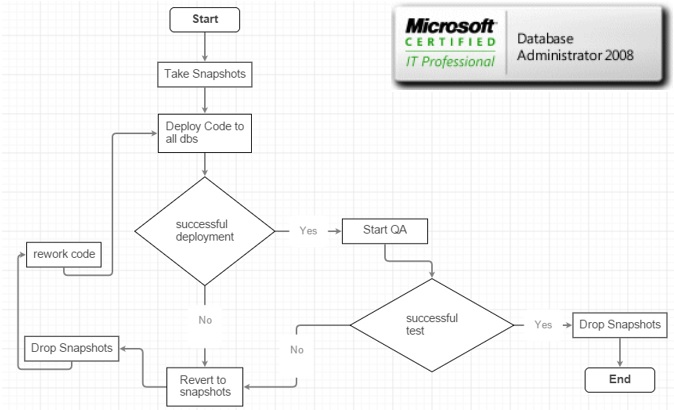 Start
Microsoft
CERTIFIED
IT Professional
Database
Administrator 2008
Take Snapshots
Deploy Code to
all dbs
successful
deployment
Yes
Start QA
rework code
No
successful
test
Yes
Drop Snapshots
No
Drop Snapshots
Revert to
snapshots
End